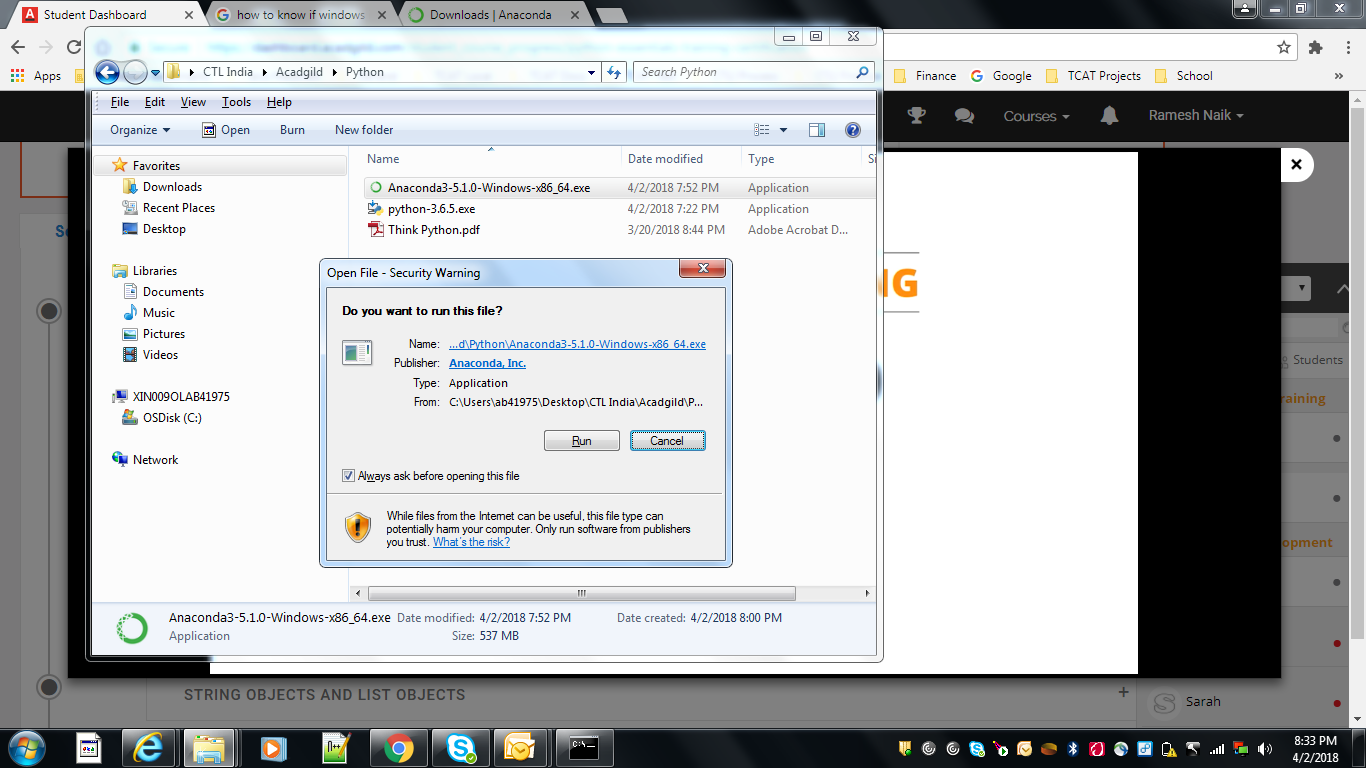 Student Dashboard
how to know if windows
Downloads | Anaconda
Apps
Finance
Google
TCAT Projects
School
»
CTL India
Acadgild
Python
Search Python
File Edit View Tools Help
Organize
Open
Burn
New folder
Courses
Ramesh Naik
Name
Date modified
Type
Si
Favorites
Downloads
Recent Places
Desktop
Libraries
Documents
Music
Pictures
Videos
XIN009OLAB41975
OSDisk (C:)
Network
Anaconda3-5.1.0-Windows-x86_64.exe 4/2/2018 7:52 PM Application
python-3.6.5.exe 4/2/2018 7:22 PM Application
Think Python.pdf 3/20/2018 8:44 PM Adobe Acrobat D...
Open File - Security Warning
Do you want to run this file?
Name: ...d\Python\Anaconda3-5.1.0-Windows-x86_64.exe
Publisher: Anaconda, Inc.
Type: Application
From: C:\Users\ab41975\Desktop\CTL India\Acadgild\P...
Run
Cancel
Always ask before opening this file
While files from the Internet can be useful, this file type can
potentially harm your computer. Only run software from publishers
you trust. What's the risk?
NG
Students
raining
opment
Anaconda3-5.1.0-Windows-x86_64.exe Date modified: 4/2/2018 7:52 PM Date created: 4/2/2018 8:00 PM
Application Size: 537 MB
STRING OBJECTS AND LIST OBJECTS
+
Sarah
8:33 PM
4/2/2018